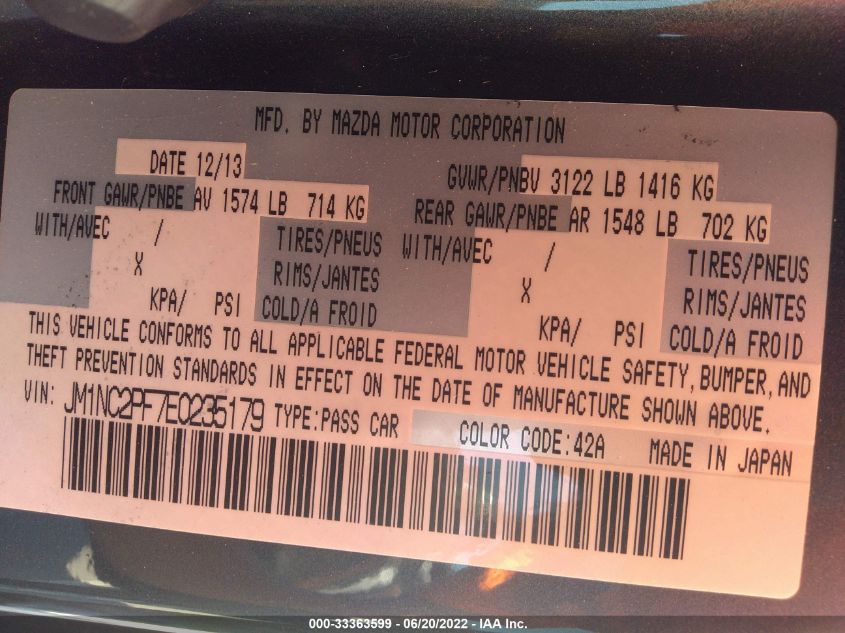 MFD. BY MAZDA MOTOR CORPORATION
DATE 12/13 GVWR/PNBV 3122 LB 1416 KG
FRONT GAWR/PNBE AV 1574 LB 714 KG REAR GAWR/PNBE AR 1548 LB 702 KG
WITH/AVEC / TIRES/PNEUS WITH/AVEC / TIRES/PNEUS
X RIMS/JANTES X RIMS/JANTES
KPA/ PSI COLD/A FROID KPA/ PSI COLD/A FROID
THIS VEHICLE CONFORMS TO ALL APPLICABLE FEDERAL MOTOR VEHICLE SAFETY, BUMPER, AND
THEFT PREVENTION STANDARDS IN EFFECT ON THE DATE OF MANUFACTURE SHOWN ABOVE.
VIN: JM1NC2PF7E0235179 TYPE:PASS CAR COLOR CODE:42A MADE IN JAPAN
000-33363599 - 06/20/2022 - IAA Inc.